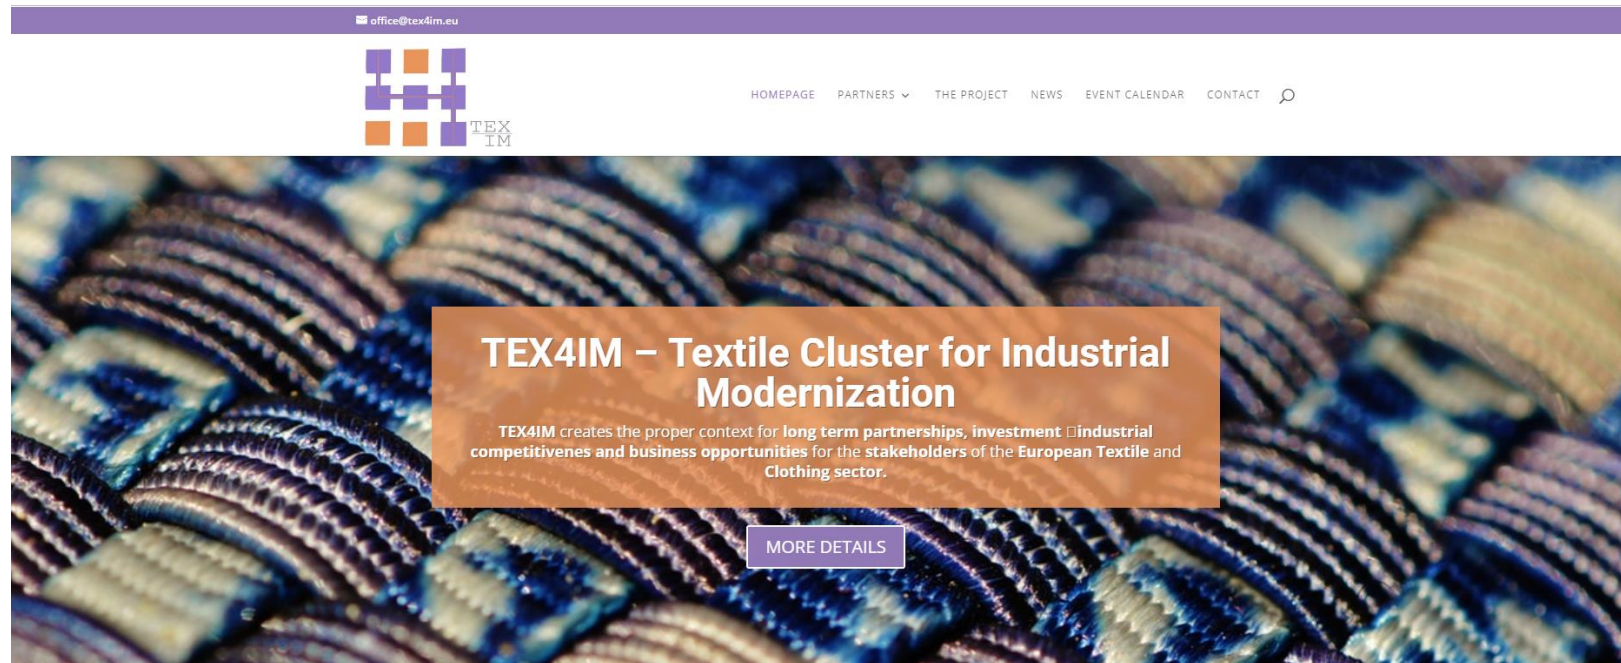 office@tex4im.eu
TEX
IM
HOMEPAGE PARTNERS THE PROJECT NEWS EVENT CALENDAR CONTACT
TEX4IM – Textile Cluster for Industrial
Modernization
TEX4IM creates the proper context for long term partnerships, investment □industrial
competitivenes and business opportunities for the stakeholders of the European Textile and
Clothing sector.
MORE DETAILS